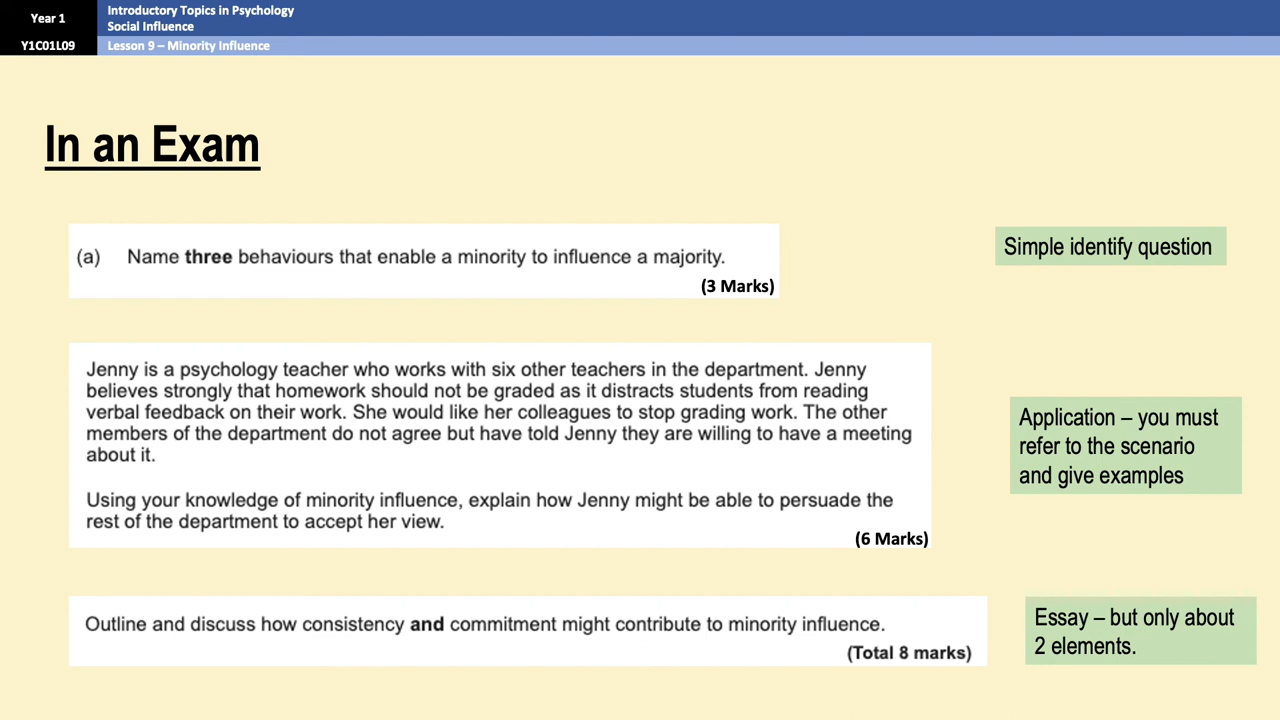 Year 1
Introductory Topics in Psychology
Social Influence
Y1C01L09
Lesson 9 – Minority Influence
In an Exam
(a) Name three behaviours that enable a minority to influence a majority.
(3 Marks)
Simple identify question
Jenny is a psychology teacher who works with six other teachers in the department. Jenny
believes strongly that homework should not be graded as it distracts students from reading
verbal feedback on their work. She would like her colleagues to stop grading work. The other
members of the department do not agree but have told Jenny they are willing to have a meeting
about it.
Using your knowledge of minority influence, explain how Jenny might be able to persuade the
rest of the department to accept her view.
(6 Marks)
Application – you must
refer to the scenario
and give examples
Outline and discuss how consistency and commitment might contribute to minority influence.
(Total 8 marks)
Essay – but only about
2 elements.